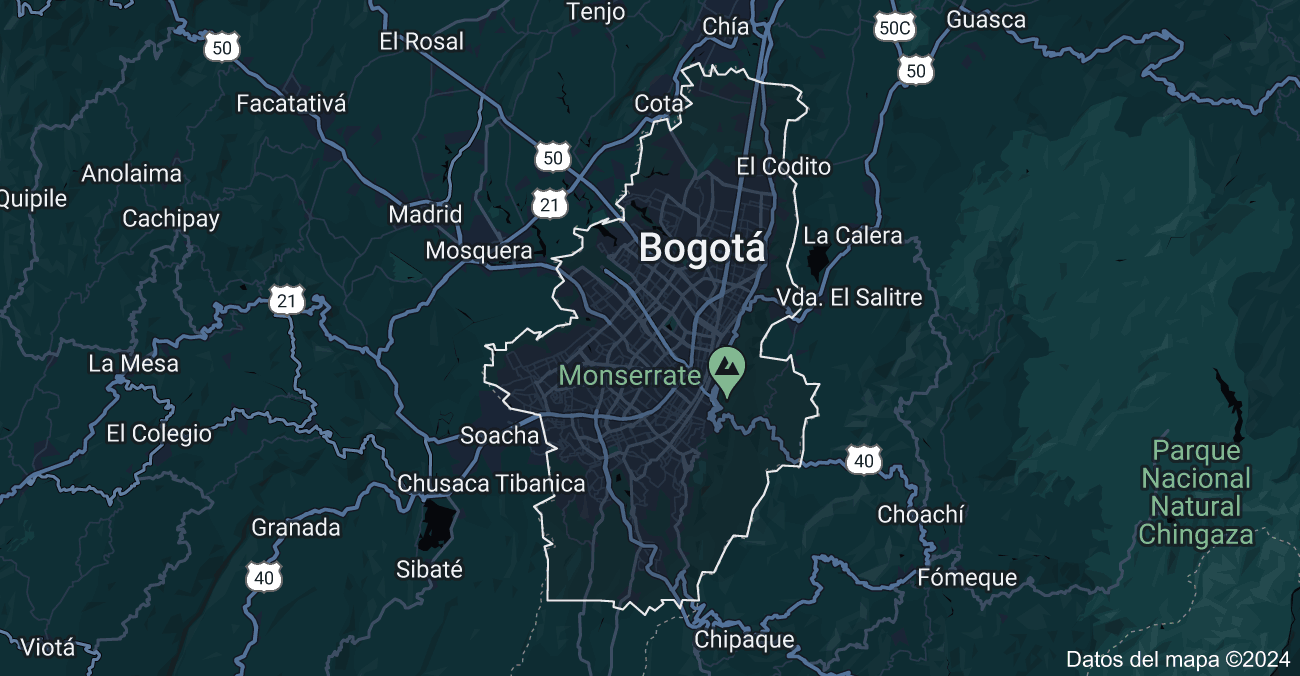 Tenjo
Chía
50C
Guasca
50
El Rosal
50
Facatativá
Cota
50
El Codito
Anolaima
Quipile
Cachipay
21
Madrid
Mosquera
Bogotá
La Calera
21
Vda. El Salitre
La Mesa
Monserrate
El Colegio
Soacha
Parque
Nacional
Natural
Chingaza
40
Chusaca Tibanica
Choachí
Granada
Sibaté
40
Fómeque
Viotá
Chipaque
Datos del mapa ©2024